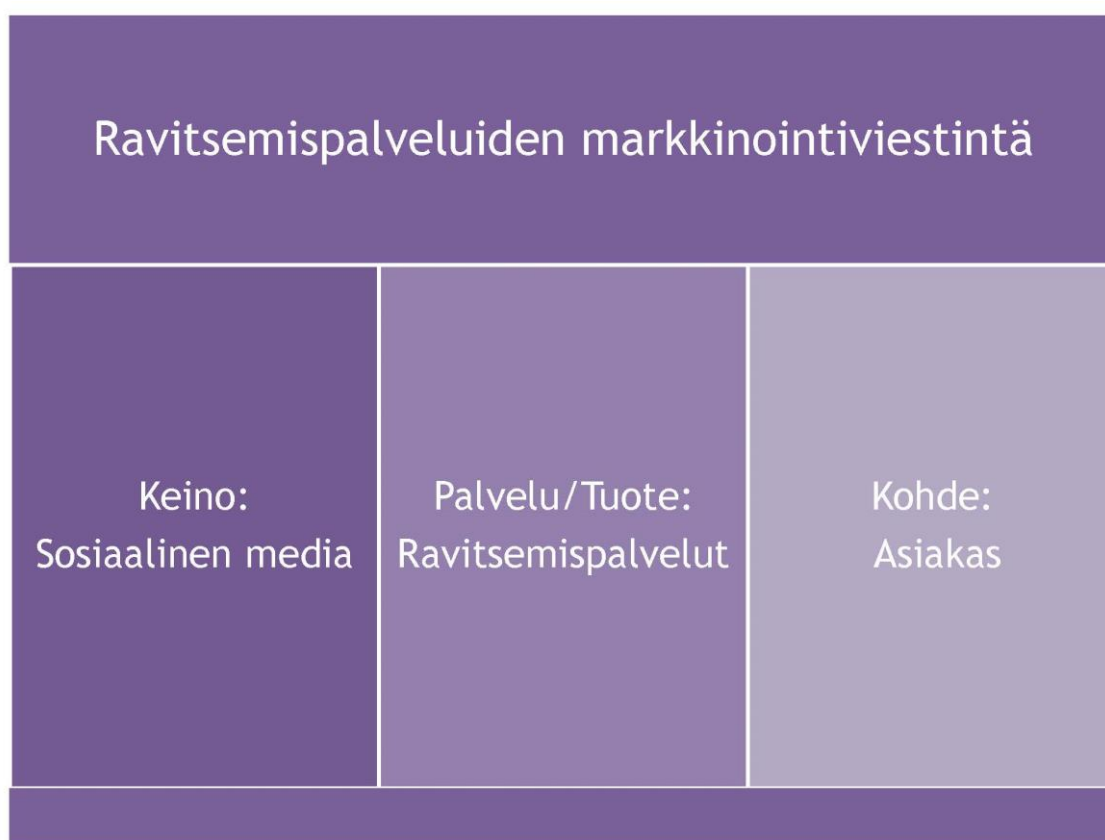 Ravitsemispalveluiden markkinointiviestintä
Keino:
Sosiaalinen media
Palvelu/Tuote:
Ravitsemispalvelut
Kohde:
Asiakas